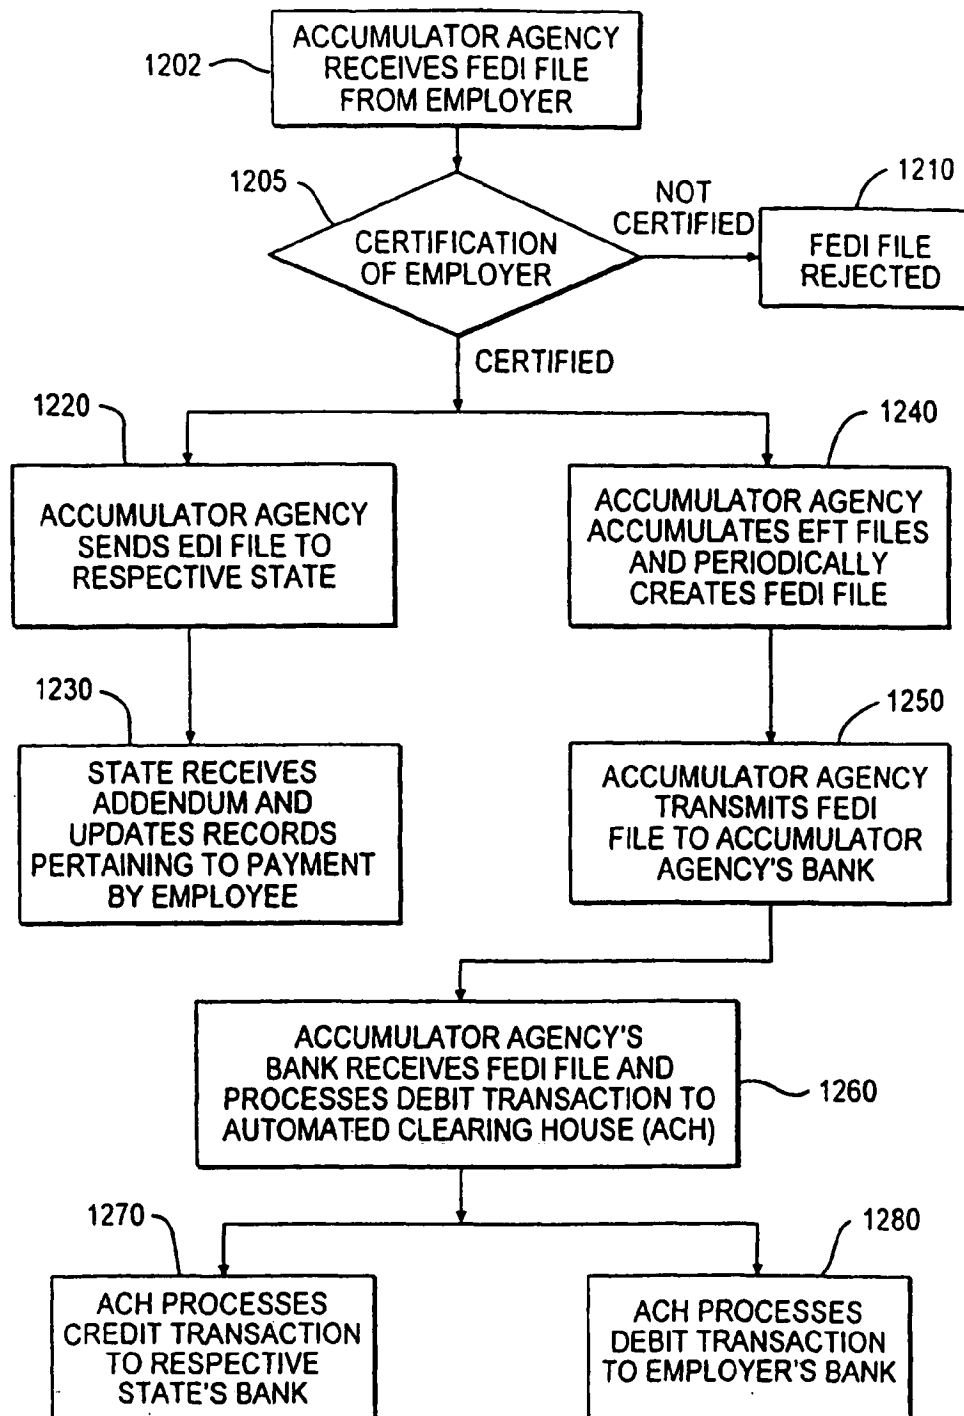 1202
ACCUMULATOR AGENCY
RECEIVES FEDI FILE
FROM EMPLOYER
1205
CERTIFICATION
OF EMPLOYER
NOT
CERTIFIED
1210
FEDI FILE
REJECTED
CERTIFIED
1220
ACCUMULATOR AGENCY
SENDS EDI FILE TO
RESPECTIVE STATE
1240
ACCUMULATOR AGENCY
ACCUMULATES EFT FILES
AND PERIODICALLY
CREATES FEDI FILE
1230
STATE RECEIVES
ADDENDUM AND
UPDATES RECORDS
PERTAINING TO PAYMENT
BY EMPLOYEE
1250
ACCUMULATOR AGENCY
TRANSMITS FEDI
FILE TO ACCUMULATOR
AGENCY'S BANK
ACCUMULATOR AGENCY'S
BANK RECEIVES FEDI FILE AND
PROCESSES DEBIT TRANSACTION TO
AUTOMATED CLEARING HOUSE (ACH)
1260
1270
ACH PROCESSES
CREDIT TRANSACTION
TO RESPECTIVE
STATE'S BANK
1280
ACH PROCESSES
DEBIT TRANSACTION
TO EMPLOYER'S BANK